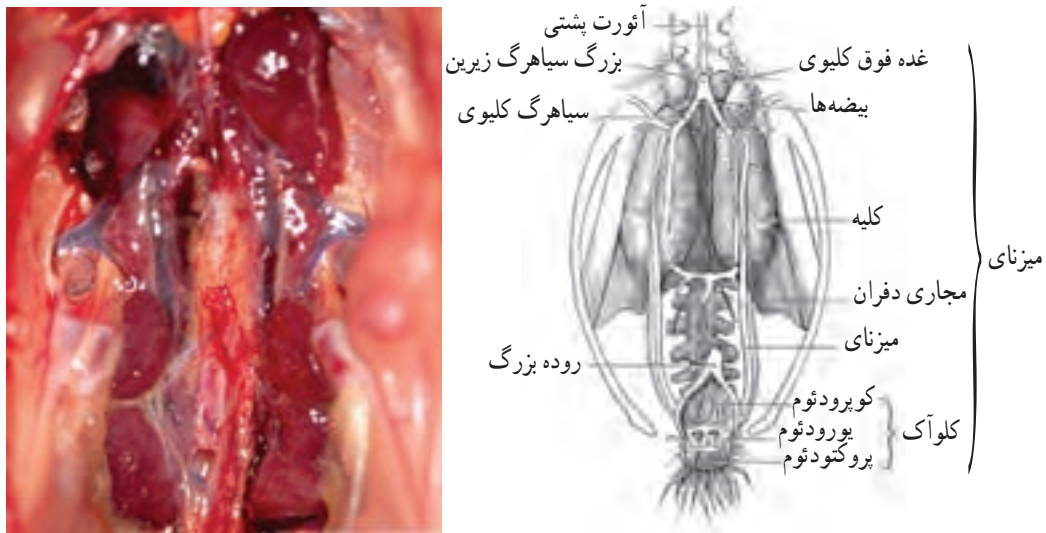 آئورت پشتی
بزرگ سیاهرگ زیرین
غده فوق کلیوی
سیاهرگ کلیوی
بیضه‌ها
کلیه
میزنای
مجاری دفران
میزنای
روده بزرگ
کوپرودئوم
یورودئوم
پروکتودئوم
کلوآک